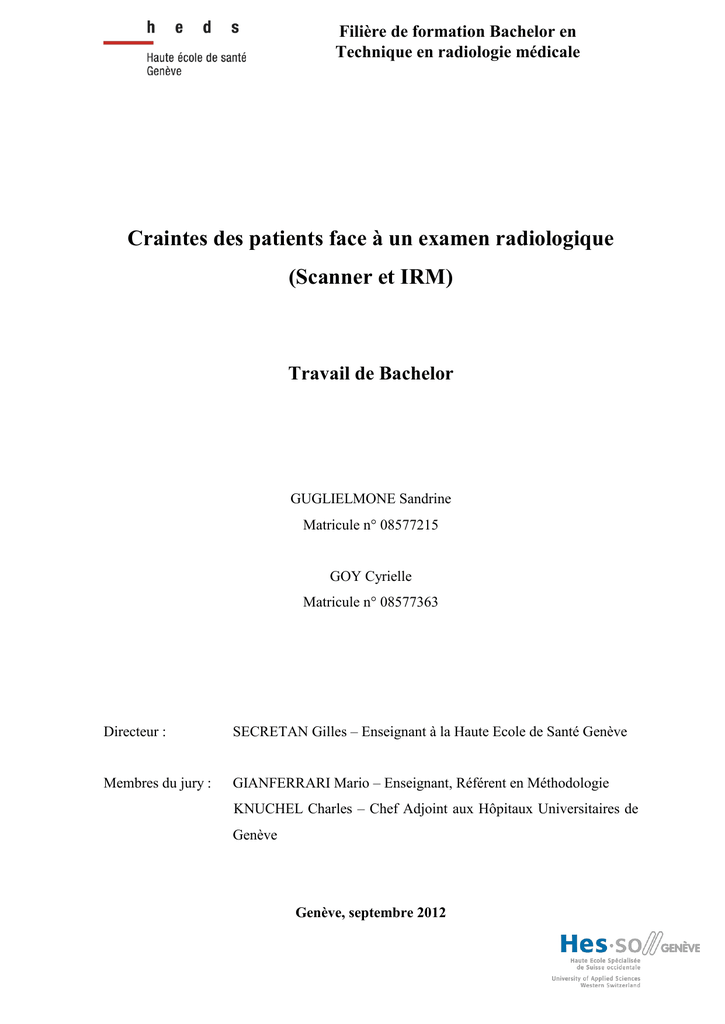 h e d s
Haute école de santé
Genève
Filière de formation Bachelor en
Technique en radiologie médicale
Craintes des patients face à un examen radiologique
(Scanner et IRM)
Travail de Bachelor
GUGLIELMONE Sandrine
Matricule n° 08577215
GOY Cyrielle
Matricule n° 08577363
Directeur : SECRETAN Gilles – Enseignant à la Haute Ecole de Santé Genève
Membres du jury : GIANFERRARI Mario – Enseignant, Référent en Méthodologie
KNUCHEL Charles – Chef Adjoint aux Hôpitaux Universitaires de
Genève
Genève, septembre 2012
Hes·so GENÈVE
Haute Ecole Spécialisée
de Suisse occidentale
University of Applied Sciences
Western Switzerland